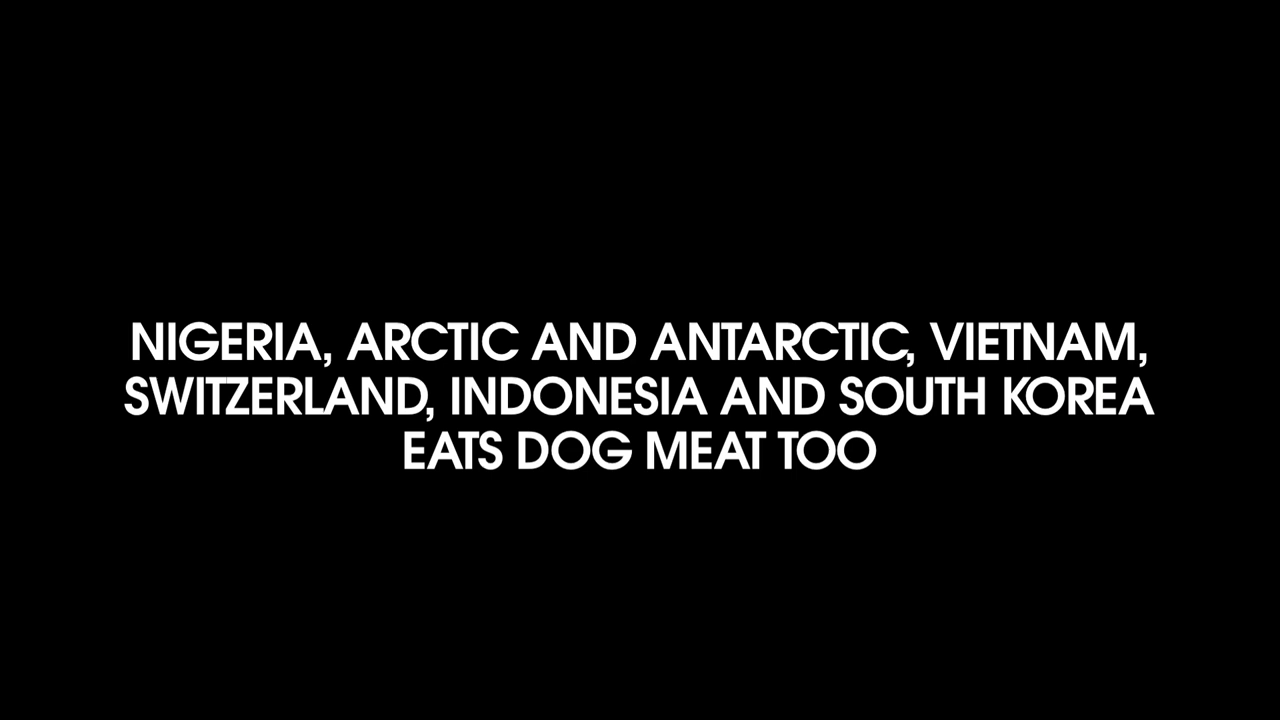 NIGERIA, ARCTIC AND ANTARCTIC, VIETNAM,
SWITZERLAND, INDONESIA AND SOUTH KOREA
EATS DOG MEAT TOO